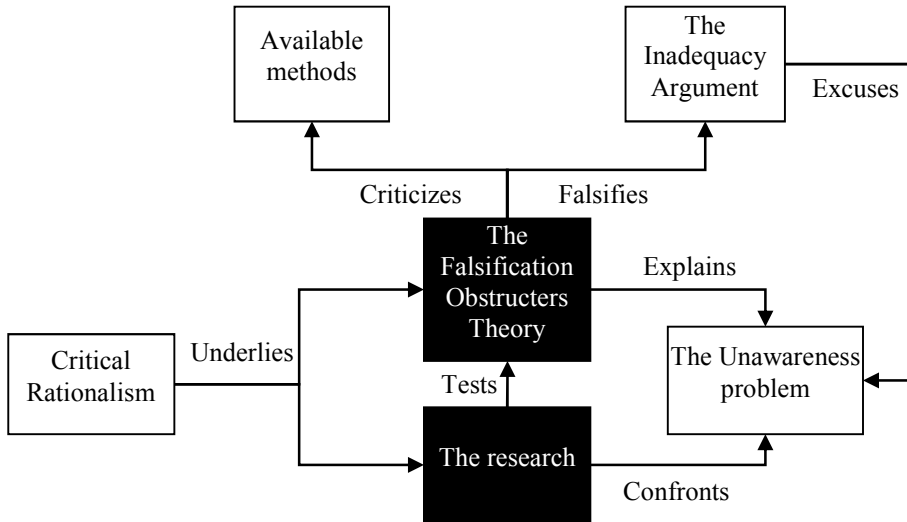 Available
methods
The
Inadequacy
Argument
Excuses
Criticizes
Falsifies
The
Falsification
Obstructers
Theory
Explains
Critical
Rationalism
Underlies
The Unawareness
problem
Tests
The research
Confronts